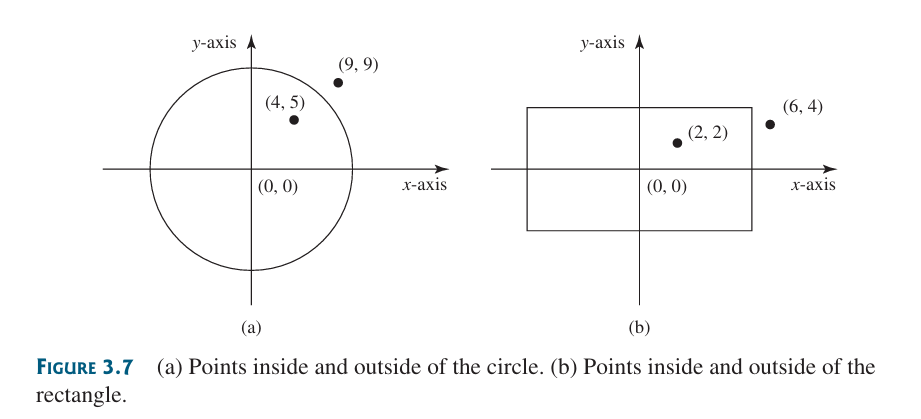 y-axis
(9, 9)
(4, 5)
(0, 0)
x-axis
(a)
y-axis
(6, 4)
(2, 2)
(0, 0)
x-axis
(b)
FIGURE 3.7 (a) Points inside and outside of the circle. (b) Points inside and outside of the
rectangle.